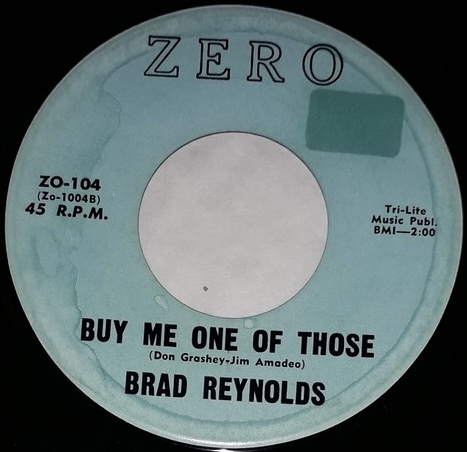 ZERO
ZO-104
(Zo-1004B)
45 R.P.M.
Tri-Lite
Music Publ.
BMI—2:00
BUY ME ONE OF THOSE
(Don Grashey-Jim Amadeo)
BRAD REYNOLDS